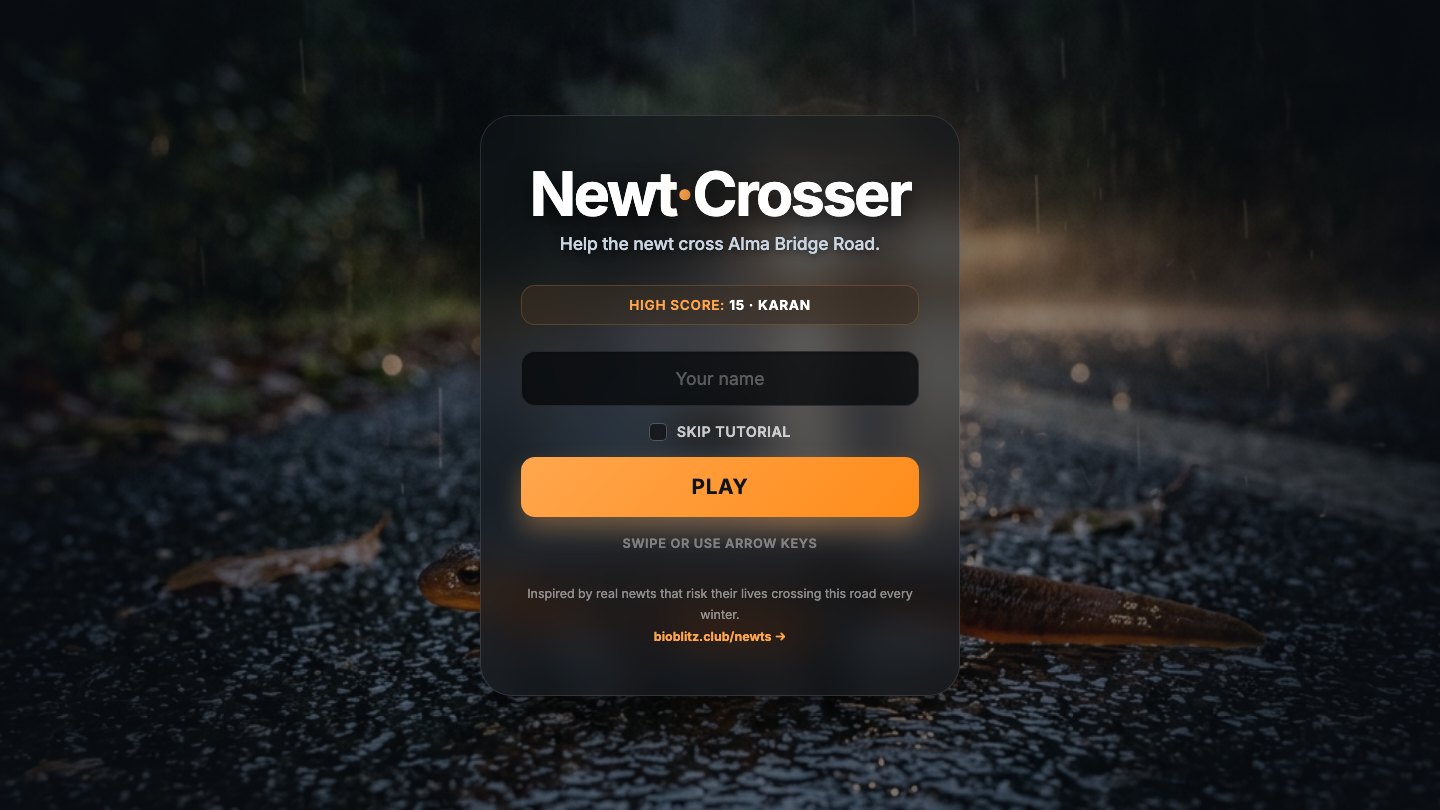 Newt·Crosser
Help the newt cross Alma Bridge Road.
HIGH SCORE: 15 · KARAN
Your name
SKIP TUTORIAL
PLAY
SWIPE OR USE ARROW KEYS
Inspired by real newts that risk their lives crossing this road every
winter.
bioblitz.club/newts →